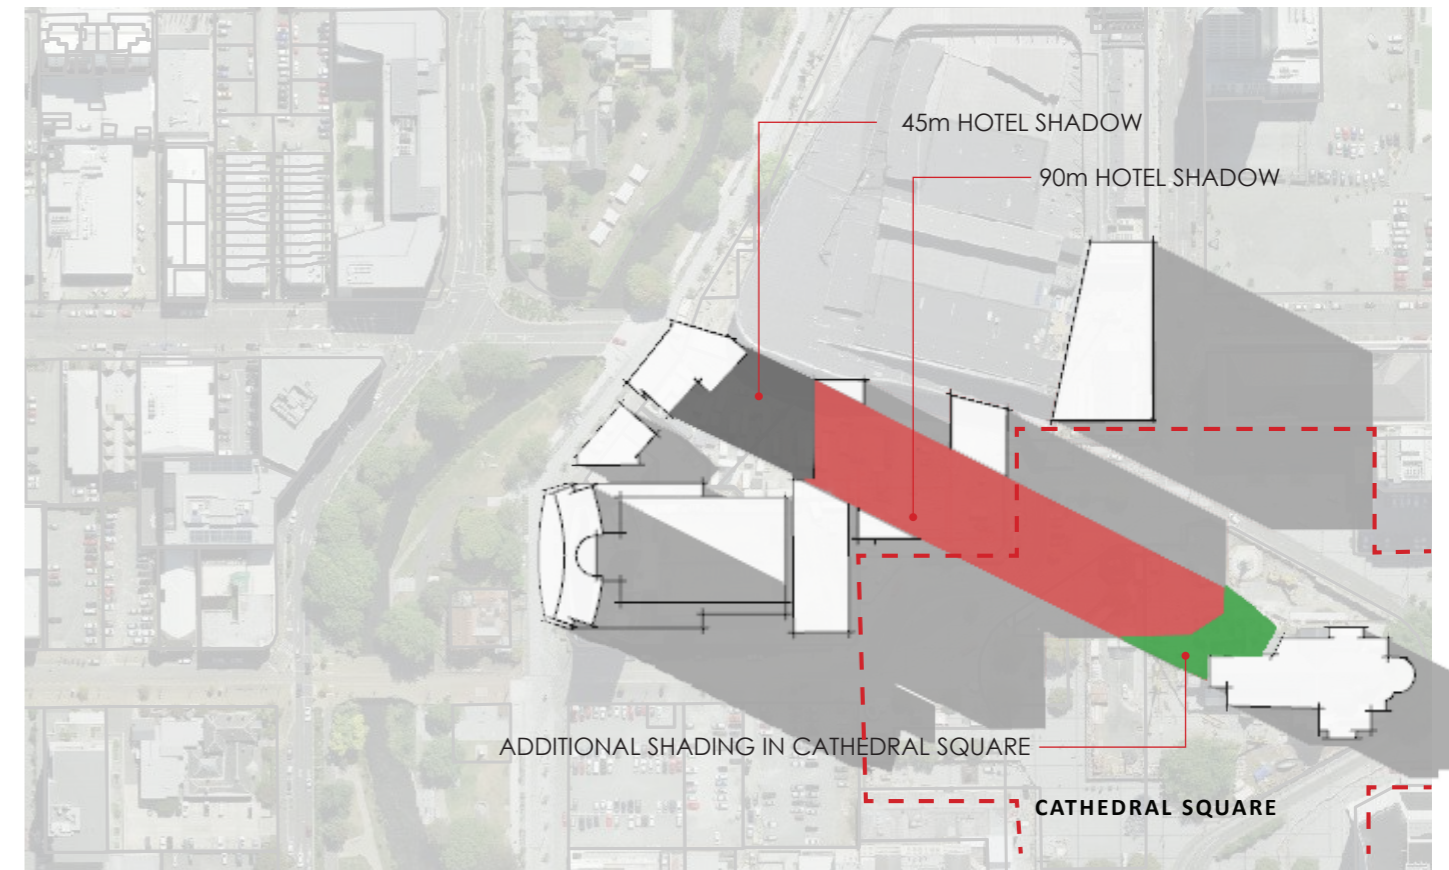 45m HOTEL SHADOW
90m HOTEL SHADOW
ADDITIONAL SHADING IN CATHEDRAL SQUARE
CATHEDRAL SQUARE